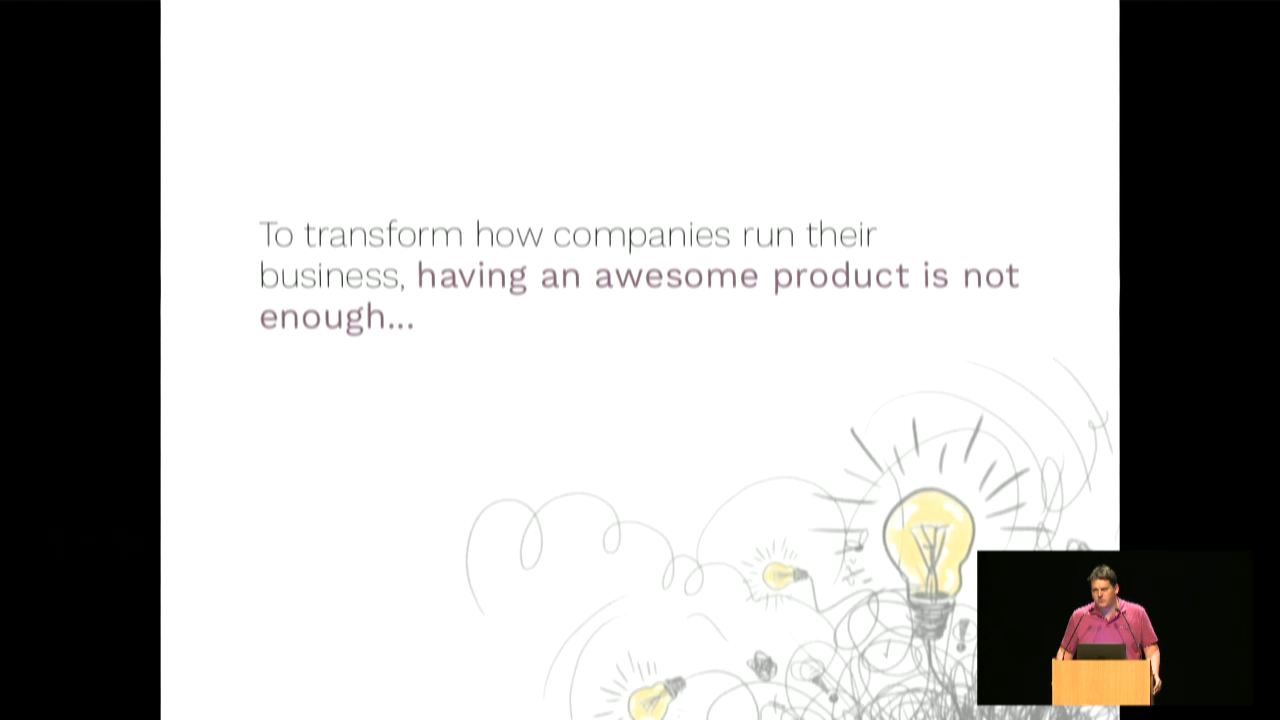 To transform how companies run their
business, having an awesome product is not
enough...